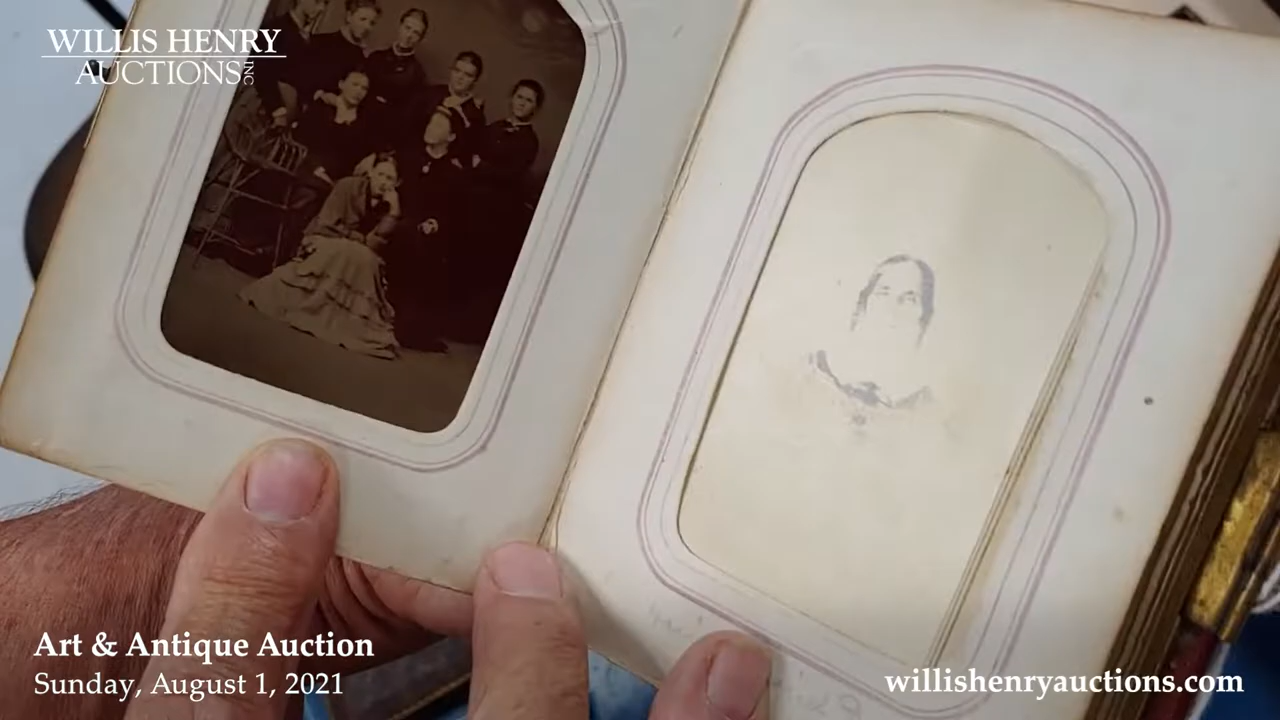 WILLIS HENRY
AUCTIONS INC
Art & Antique Auction
Sunday, August 1, 2021
willishenryauctions.com